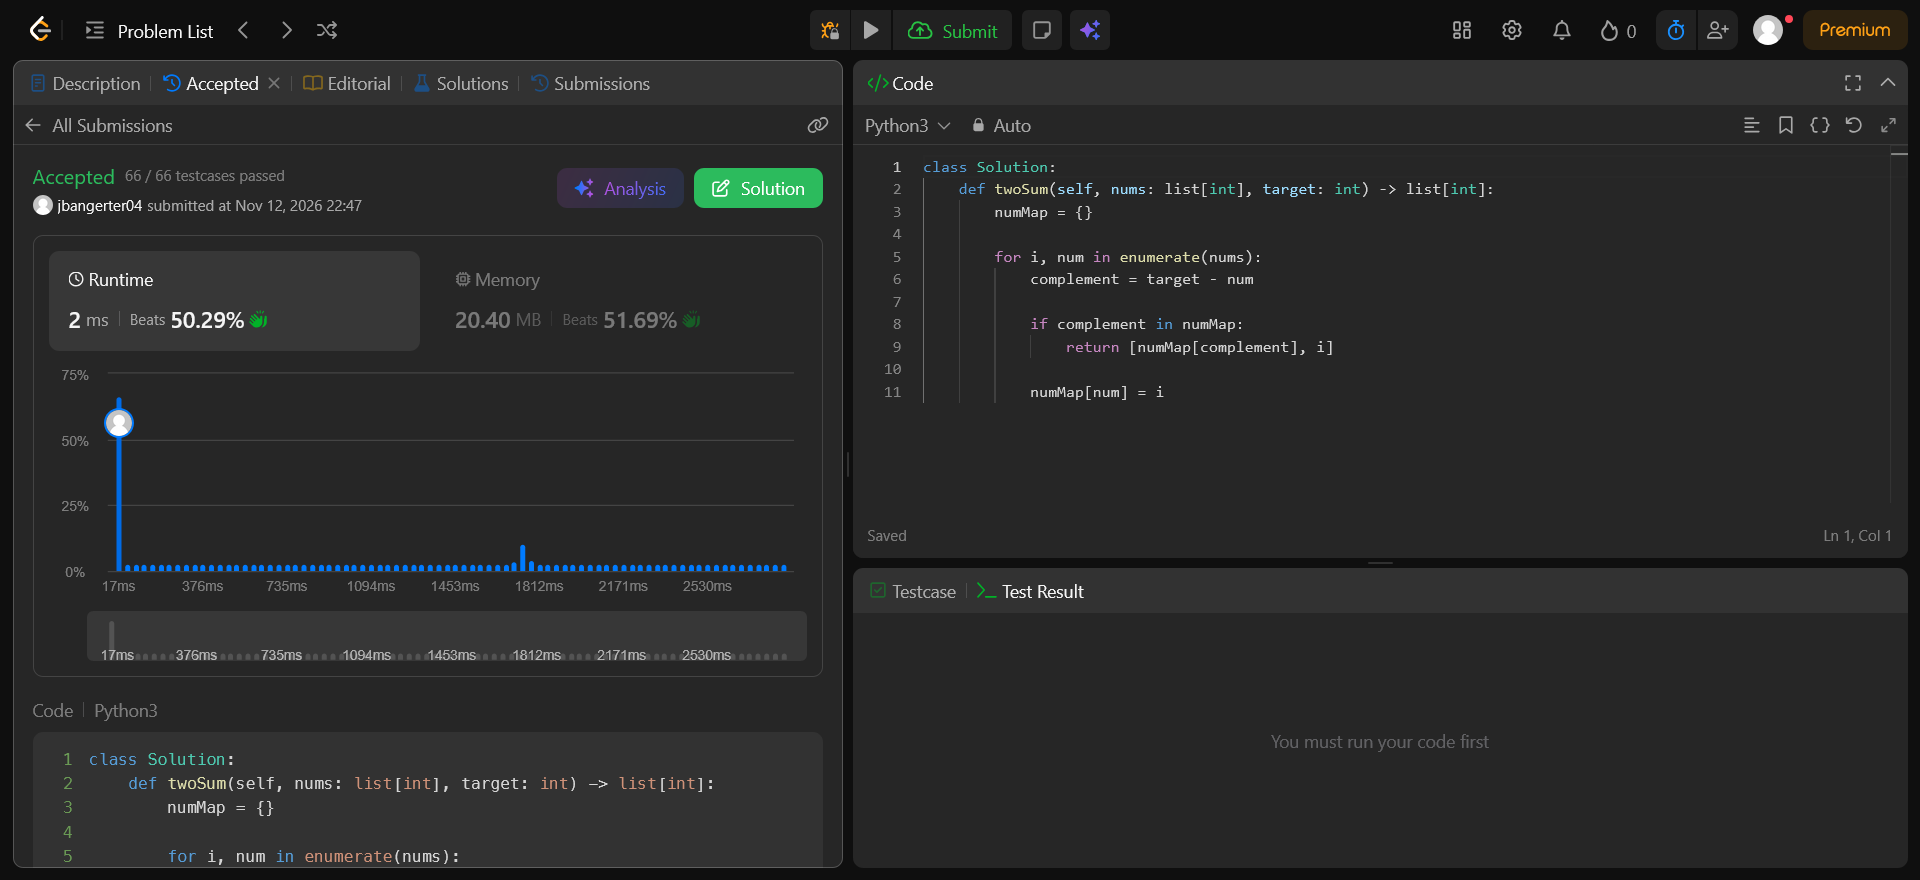 Problem List
Submit
0
Premium
Description
Accepted
Editorial
Solutions
Submissions
All Submissions
Accepted 66 / 66 testcases passed
jbangerter04 submitted at Nov 12, 2026 22:47
Analysis
Solution
Runtime
2 ms Beats 50.29%
Memory
20.40 MB Beats 51.69%
75%
50%
25%
0%
17ms 376ms 735ms 1094ms 1453ms 1812ms 2171ms 2530ms
17ms 376ms 735ms 1094ms 1453ms 1812ms 2171ms 2530ms
Code Python3
1 class Solution:
2     def twoSum(self, nums: list[int], target: int) -> list[int]:
3         numMap = {}
4
5         for i, num in enumerate(nums):
</> Code
Python3 Auto
1 class Solution:
2     def twoSum(self, nums: list[int], target: int) -> list[int]:
3         numMap = {}
4
5         for i, num in enumerate(nums):
6             complement = target - num
7
8             if complement in numMap:
9                 return [numMap[complement], i]
10
11             numMap[num] = i
Saved
Ln 1, Col 1
Testcase
Test Result
You must run your code first